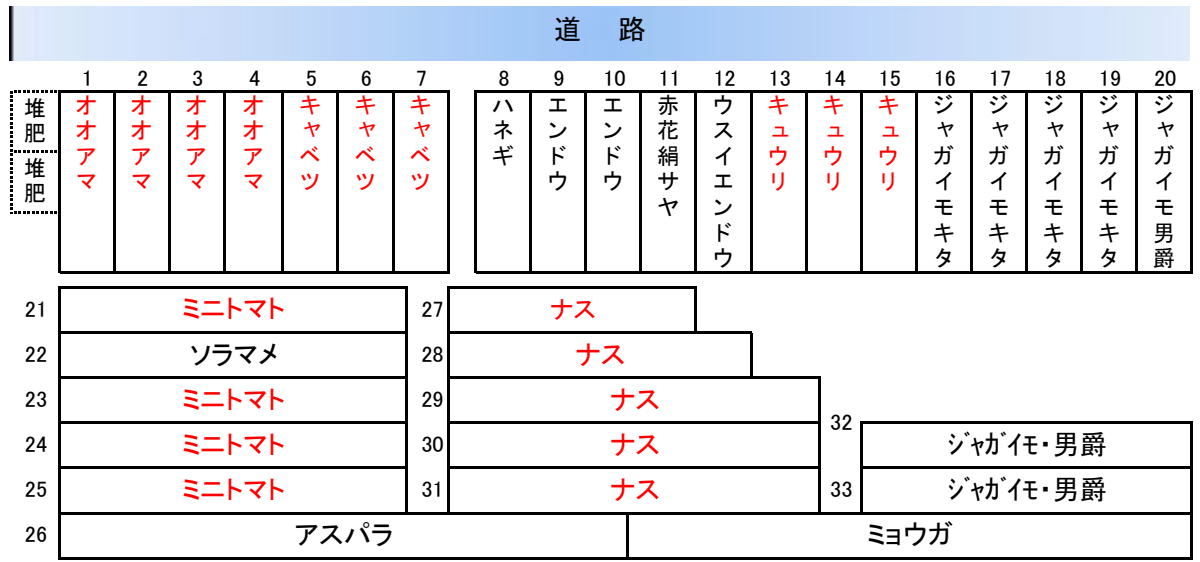 道 路
1 2 3 4 5 6 7 8 9 10 11 12 13 14 15 16 17 18 19 20
堆肥
堆肥
オオアマ
オオアマ
オオアマ
オオアマ
キャベツ
キャベツ
キャベツ
ハネギ
エンドウ
エンドウ
赤花絹サヤ
ウスイエンドウ
キュウリ
キュウリ
キュウリ
ジャガイモキタ
ジャガイモキタ
ジャガイモキタ
ジャガイモキタ
ジャガイモ男爵
21 ミニトマト 27 ナス
22 ソラマメ 28 ナス
23 ミニトマト 29 ナス
24 ミニトマト 30 ナス 32 ジャガイモ・男爵
25 ミニトマト 31 ナス 33 ジャガイモ・男爵
26 アスパラ ミョウガ